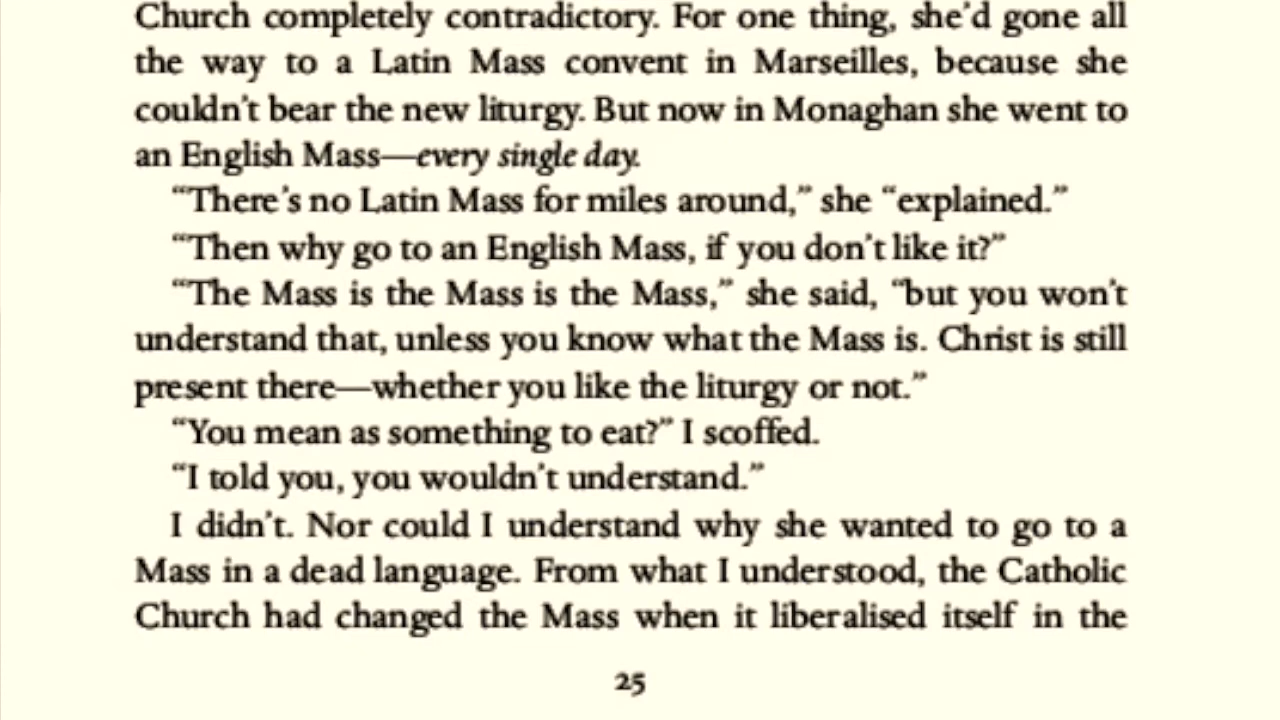 Church completely contradictory. For one thing, she’d gone all
the way to a Latin Mass convent in Marseilles, because she
couldn’t bear the new liturgy. But now in Monaghan she went to
an English Mass—every single day.
“There’s no Latin Mass for miles around,” she “explained.”
“Then why go to an English Mass, if you don’t like it?”
“The Mass is the Mass is the Mass,” she said, “but you won’t
understand that, unless you know what the Mass is. Christ is still
present there—whether you like the liturgy or not.”
“You mean as something to eat?” I scoffed.
“I told you, you wouldn’t understand.”
I didn’t. Nor could I understand why she wanted to go to a
Mass in a dead language. From what I understood, the Catholic
Church had changed the Mass when it liberalised itself in the
25